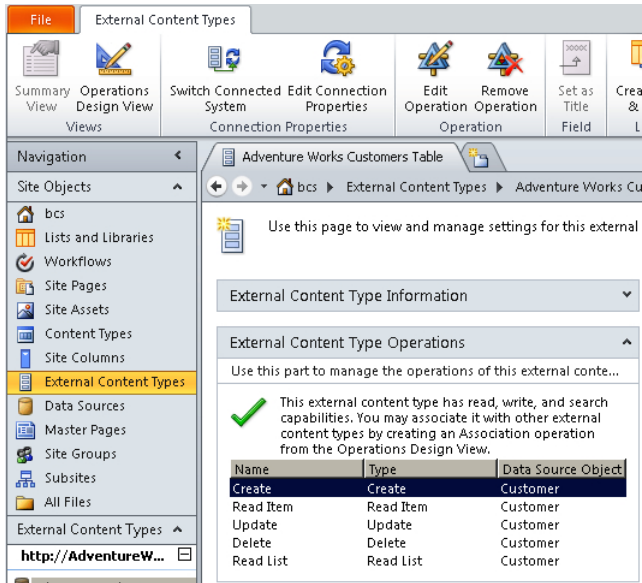 File External Content Types
Summary View
Operations Design View
Switch Connected System
Edit Connection Properties
Edit Operation
Remove Operation
Set as Title
&
Views
Connection Properties
Operation
Field
Navigation
Adventure Works Customers Table
Site Objects
bcs External Content Types Adventure Works
bcs
Lists and Libraries
Workflows
Site Pages
Site Assets
Content Types
Site Columns
External Content Types
Data Sources
Master Pages
Site Groups
Subsites
All Files
External Content Types
http://AdventureW...
Use this page to view and manage settings for this external
External Content Type Information
External Content Type Operations
Use this part to manage the operations of this external conte...
This external content type has read, write, and search
capabilities. You may associate it with other external
content types by creating an Association operation
from the Operations Design View.
Name Type Data Source Object
Create Create Customer
Read Item Read Item Customer
Update Update Customer
Delete Delete Customer
Read List Read List Customer